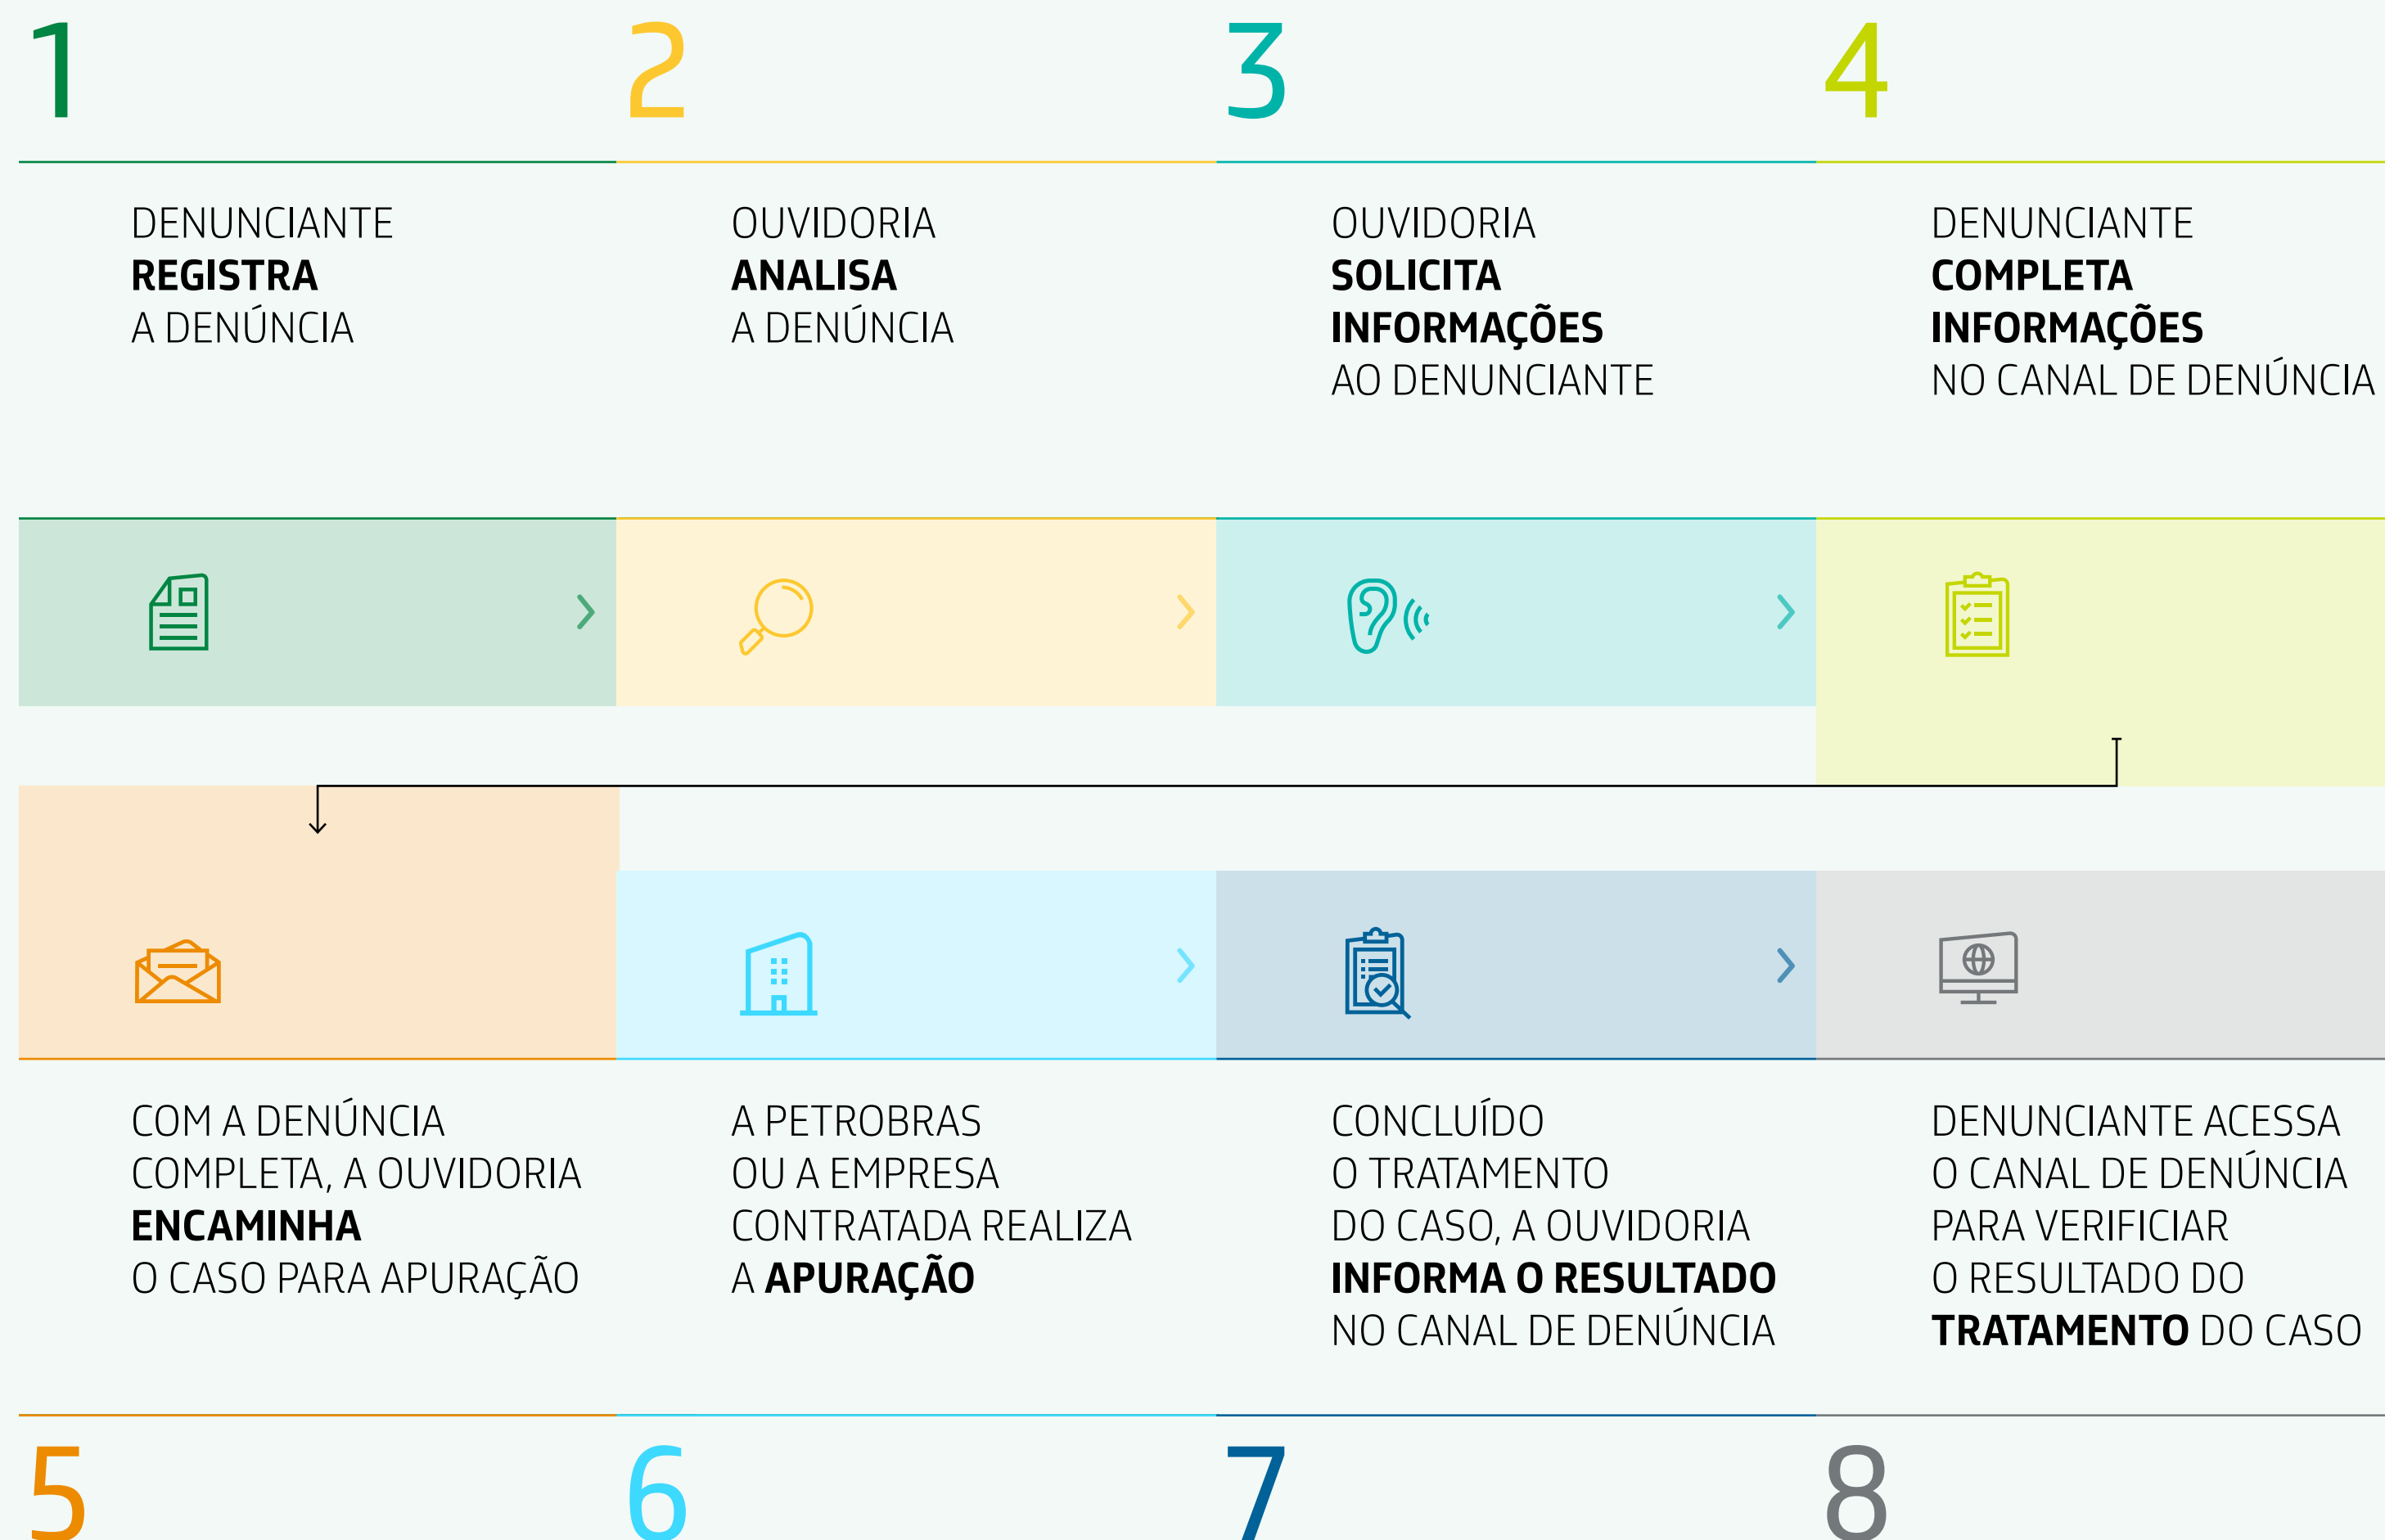 1
DENUNCIANTE
REGISTRA
A DENÚNCIA
2
OUVIDORIA
ANALISA
A DENÚNCIA
3
OUVIDORIA
SOLICITA
INFORMAÇÕES
AO DENUNCIANTE
4
DENUNCIANTE
COMPLETA
INFORMAÇÕES
NO CANAL DE DENÚNCIA
COM A DENÚNCIA
COMPLETA, A OUVIDORIA
ENCAMINHA
O CASO PARA APURAÇÃO
5
A PETROBRAS
OU A EMPRESA
CONTRATADA REALIZA
A APURAÇÃO
6
CONCLUÍDO
O TRATAMENTO
DO CASO, A OUVIDORIA
INFORMA O RESULTADO
NO CANAL DE DENÚNCIA
7
DENUNCIANTE ACESSA
O CANAL DE DENÚNCIA
PARA VERIFICIAR
O RESULTADO DO
TRATAMENTO DO CASO
8